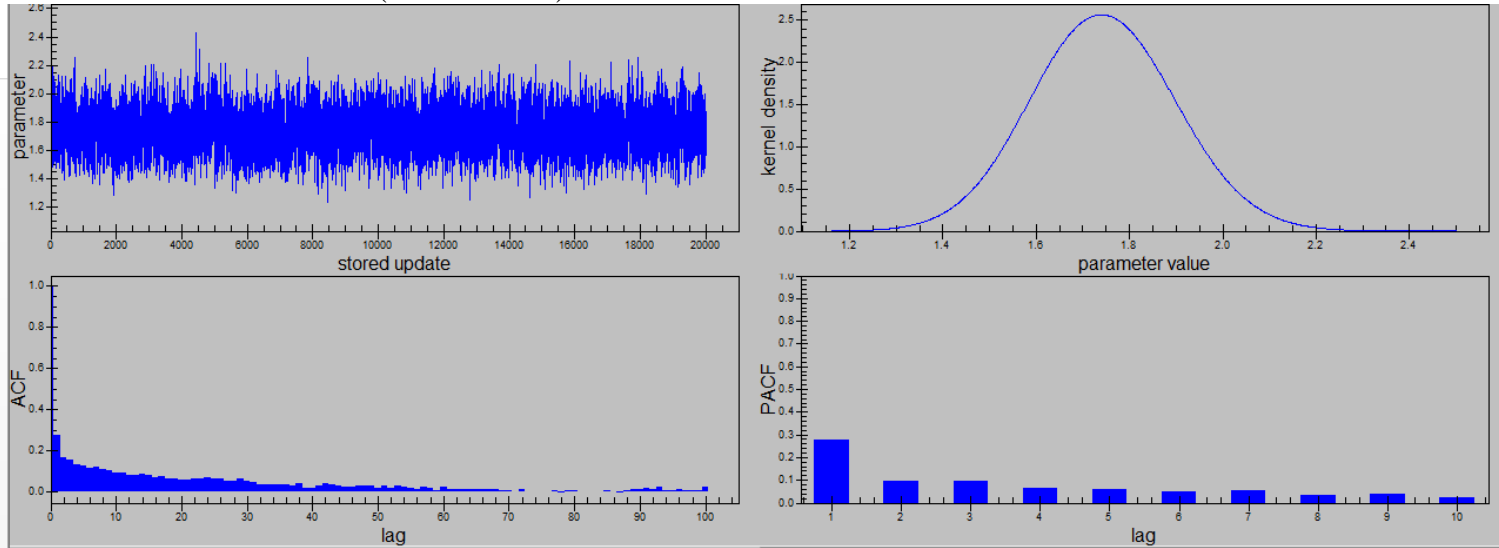 2.6
2.4
2.2
2.0
1.8
1.6
1.4
1.2
parameter
0 2000 4000 6000 8000 10000 12000 14000 16000 18000 20000
stored update
2.5
2.0
1.5
1.0
0.5
0.0
kernel density
1.2 1.4 1.6 1.8 2.0 2.2 2.4
parameter value
1.0
0.8
0.6
0.4
0.2
0.0
ACF
0 10 20 30 40 50 60 70 80 90 100
lag
1.0
0.9
0.8
0.7
0.6
0.5
0.4
0.3
0.2
0.1
0.0
PACF
1 2 3 4 5 6 7 8 9 10
lag